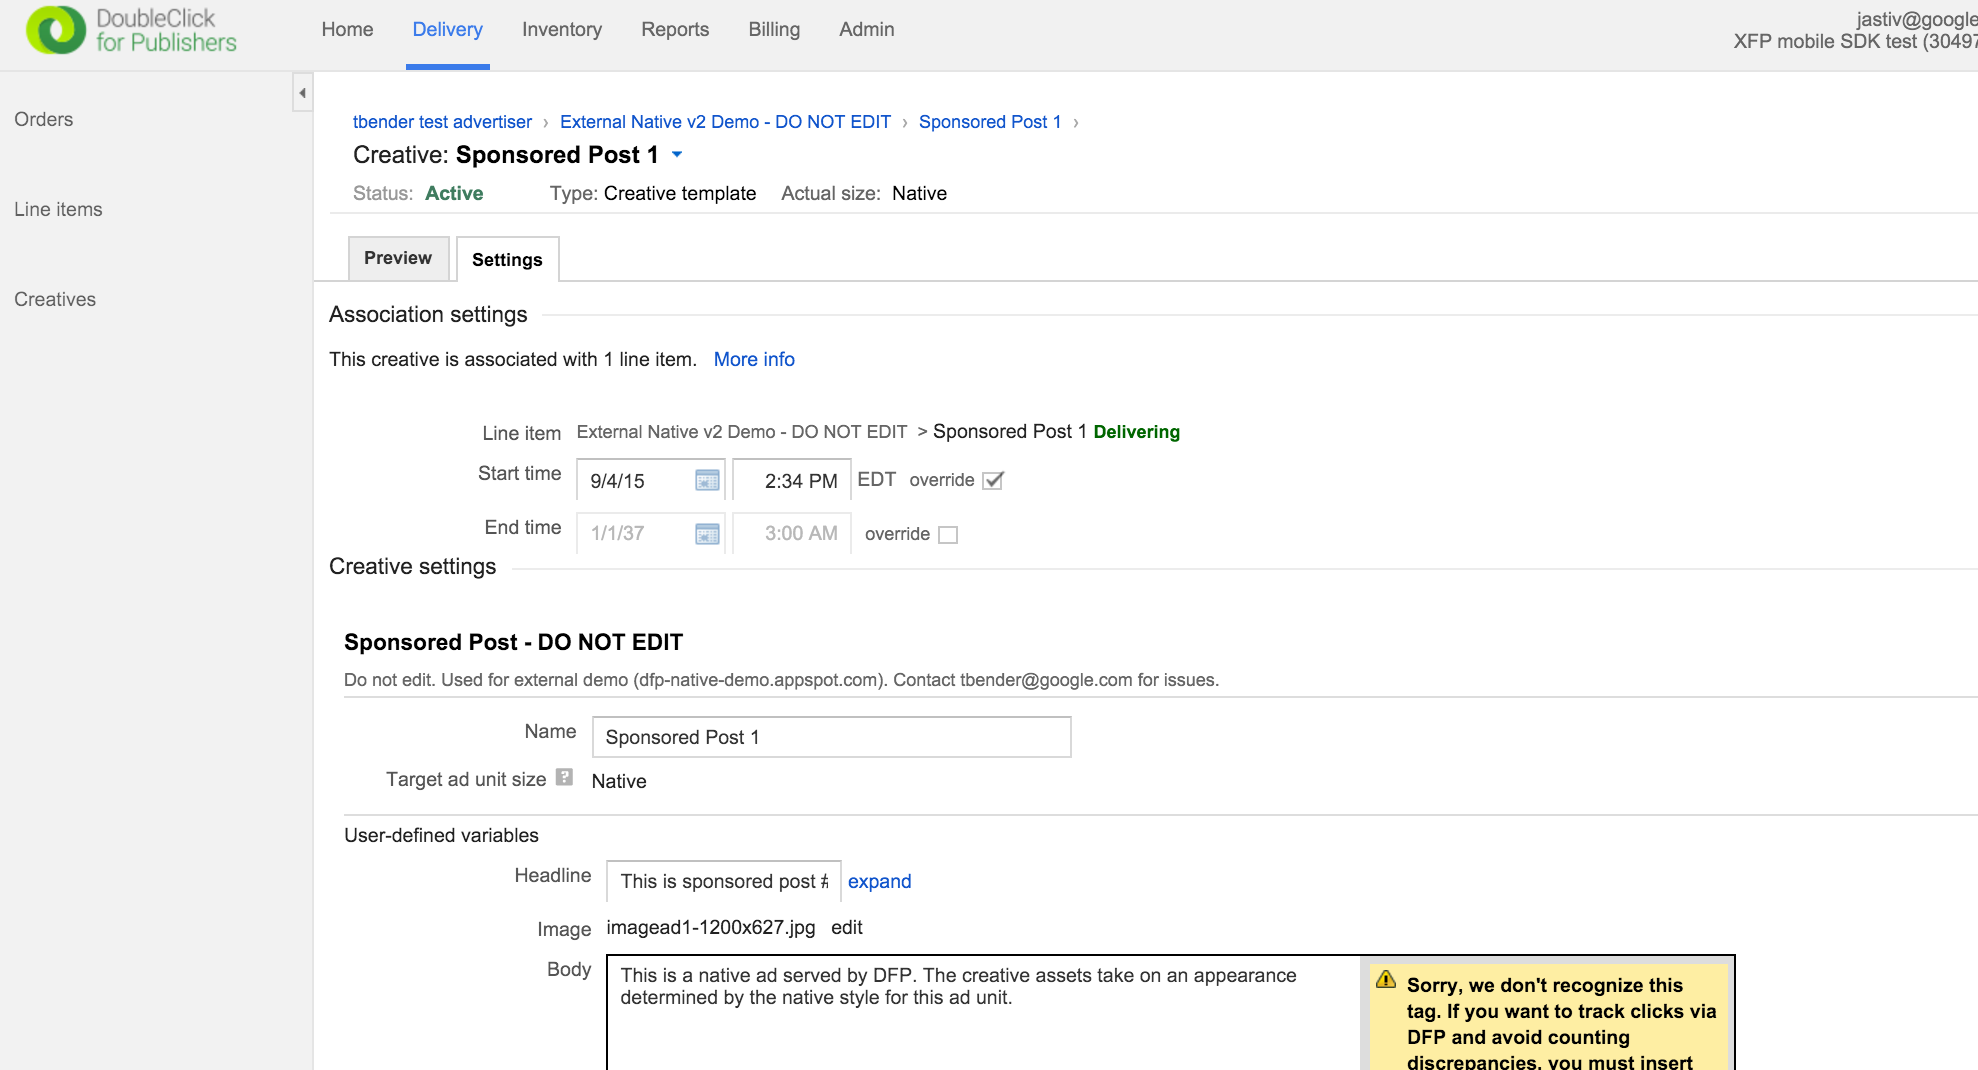 DoubleClick
for Publishers
Home Delivery Inventory Reports Billing Admin
jastiv@google
XFP mobile SDK test (30497
Orders
Line items
Creatives
tbender test advertiser › External Native v2 Demo - DO NOT EDIT › Sponsored Post 1 ›
Creative: Sponsored Post 1
Status: Active Type: Creative template Actual size: Native
Preview Settings
Association settings
This creative is associated with 1 line item. More info
Line item External Native v2 Demo - DO NOT EDIT > Sponsored Post 1 Delivering
Start time 9/4/15 2:34 PM EDT override
End time 1/1/37 3:00 AM override
Creative settings
Sponsored Post - DO NOT EDIT
Do not edit. Used for external demo (dfp-native-demo.appspot.com). Contact tbender@google.com for issues.
Name Sponsored Post 1
Target ad unit size ? Native
User-defined variables
Headline This is sponsored post # expand
Image imagead1-1200x627.jpg edit
Body This is a native ad served by DFP. The creative assets take on an appearance
determined by the native style for this ad unit.
Sorry, we don't recognize this
tag. If you want to track clicks via
DFP and avoid counting
discrepancies, you must insert